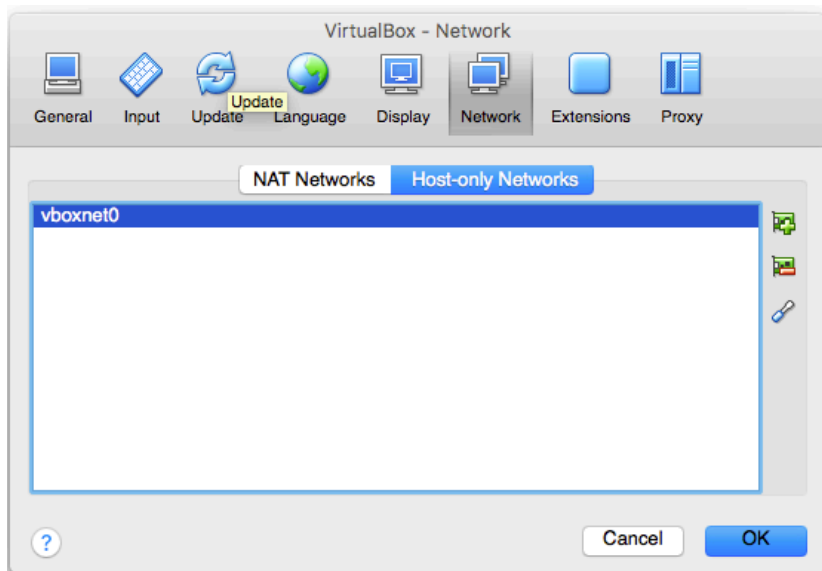 VirtualBox - Network
General Input Update Language Display Network Extensions Proxy
Update
NAT Networks Host-only Networks
vboxnet0
? Cancel OK